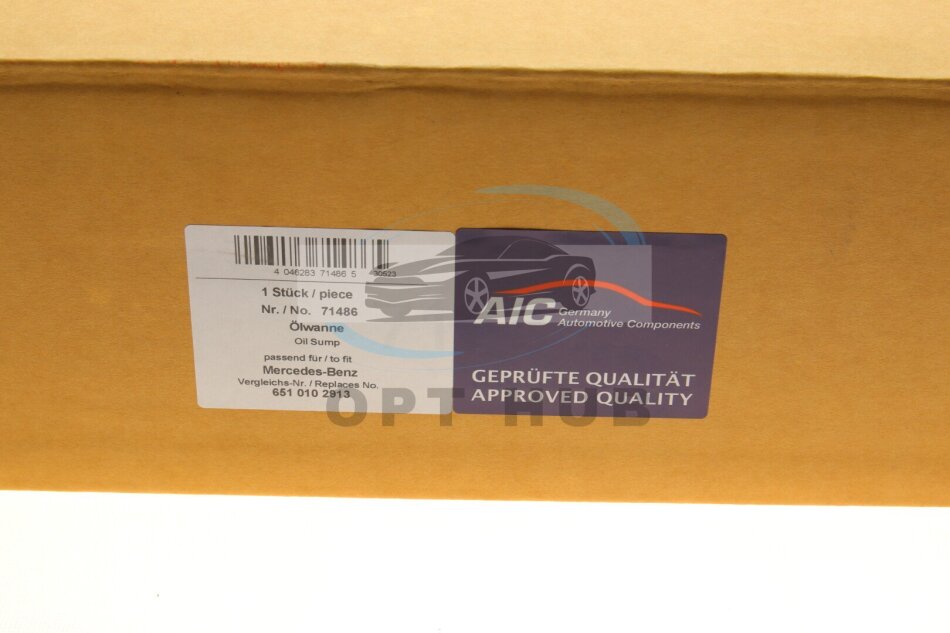 4 046283 71486 5
30523
1 Stück / piece
Nr. / No. 71486
Ölwanne
Oil Sump
passend für / to fit
Mercedes-Benz
Vergleichs-Nr. / Replaces No.
651 010 2913
AIC Germany
Automotive Components
GEPRÜFTE QUALITÄT
APPROVED QUALITY
OPT HUB